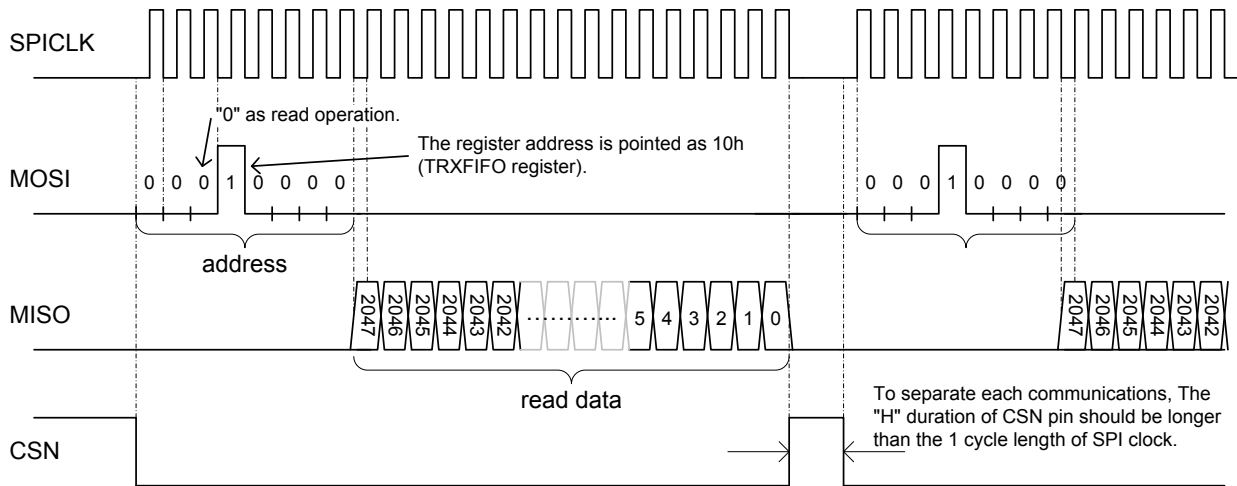 SPICLK
"0" as read operation.
The register address is pointed as 10h
(TRXFIFO register).
MOSI
0 0 0 1 0 0 0 0
0 0 0 1 0 0 0 0
address
MISO
2047 2046 2045 2044 2043 2042 ............ 5 4 3 2 1 0
2047 2046 2045 2044 2043 2042
read data
To separate each communications, The
"H" duration of CSN pin should be longer
than the 1 cycle length of SPI clock.
CSN